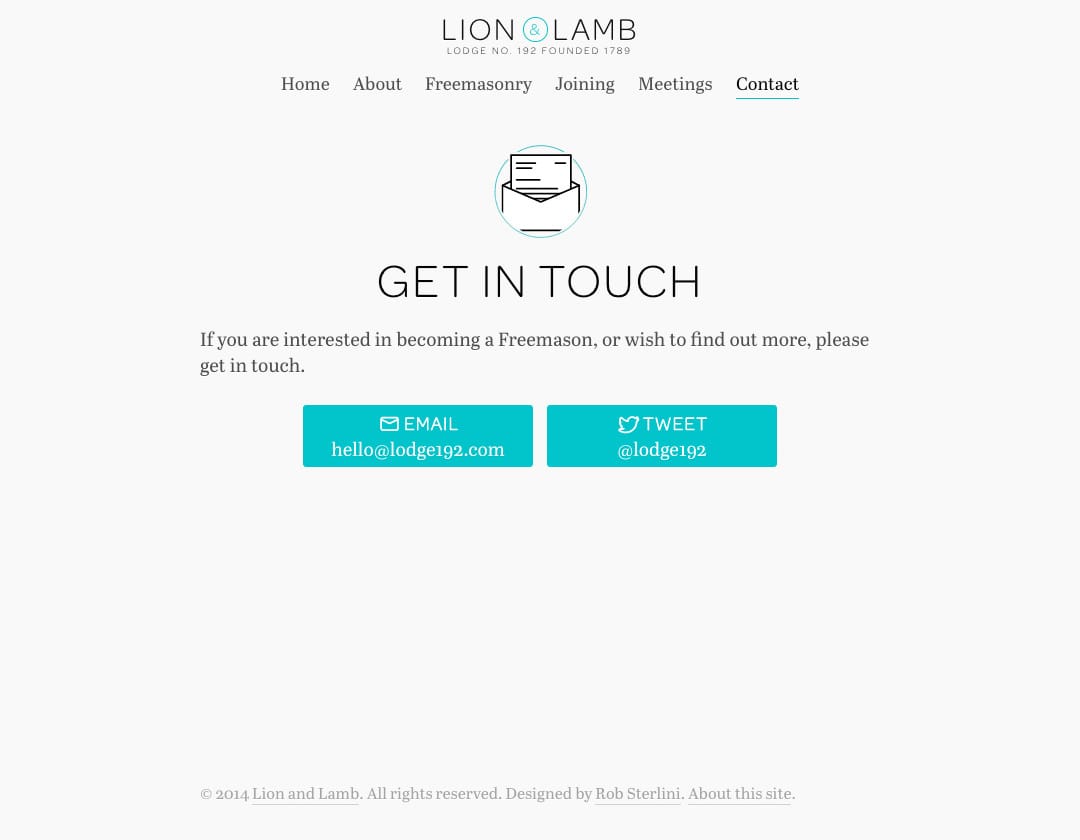 LION & LAMB
LODGE NO. 192 FOUNDED 1789
Home About Freemasonry Joining Meetings Contact
GET IN TOUCH
If you are interested in becoming a Freemason, or wish to find out more, please
get in touch.
EMAIL
hello@lodge192.com
TWEET
@lodge192
© 2014 Lion and Lamb. All rights reserved. Designed by Rob Sterlini. About this site.